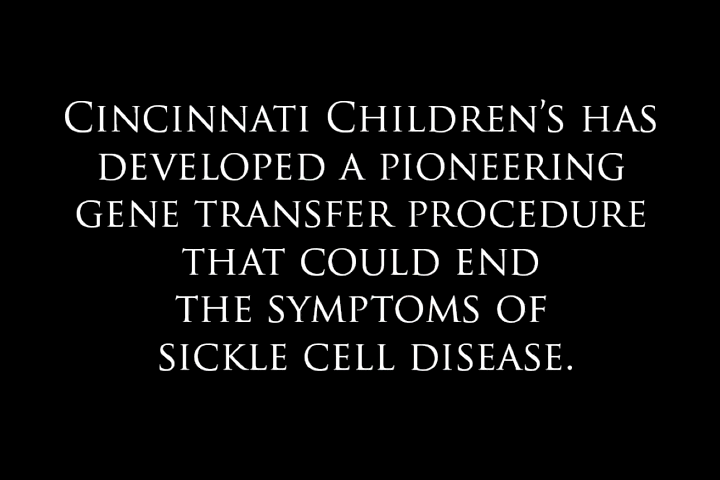 Cincinnati Children's has
developed a pioneering
gene transfer procedure
that could end
the symptoms of
sickle cell disease.